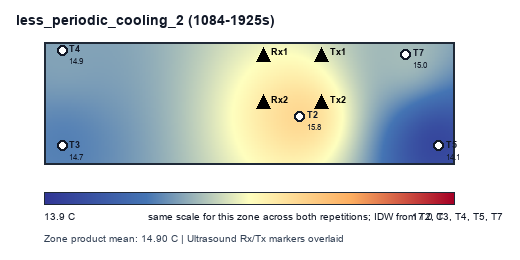 less_periodic_cooling_2 (1084-1925s)
T4
14.9
Rx1
Tx1
T7
15.0
Rx2
Tx2
T2
15.8
T3
14.7
T5
14.1
13.9 C
same scale for this zone across both repetitions; IDW from T2, T3, T4, T5, T7
Zone product mean: 14.90 C | Ultrasound Rx/Tx markers overlaid